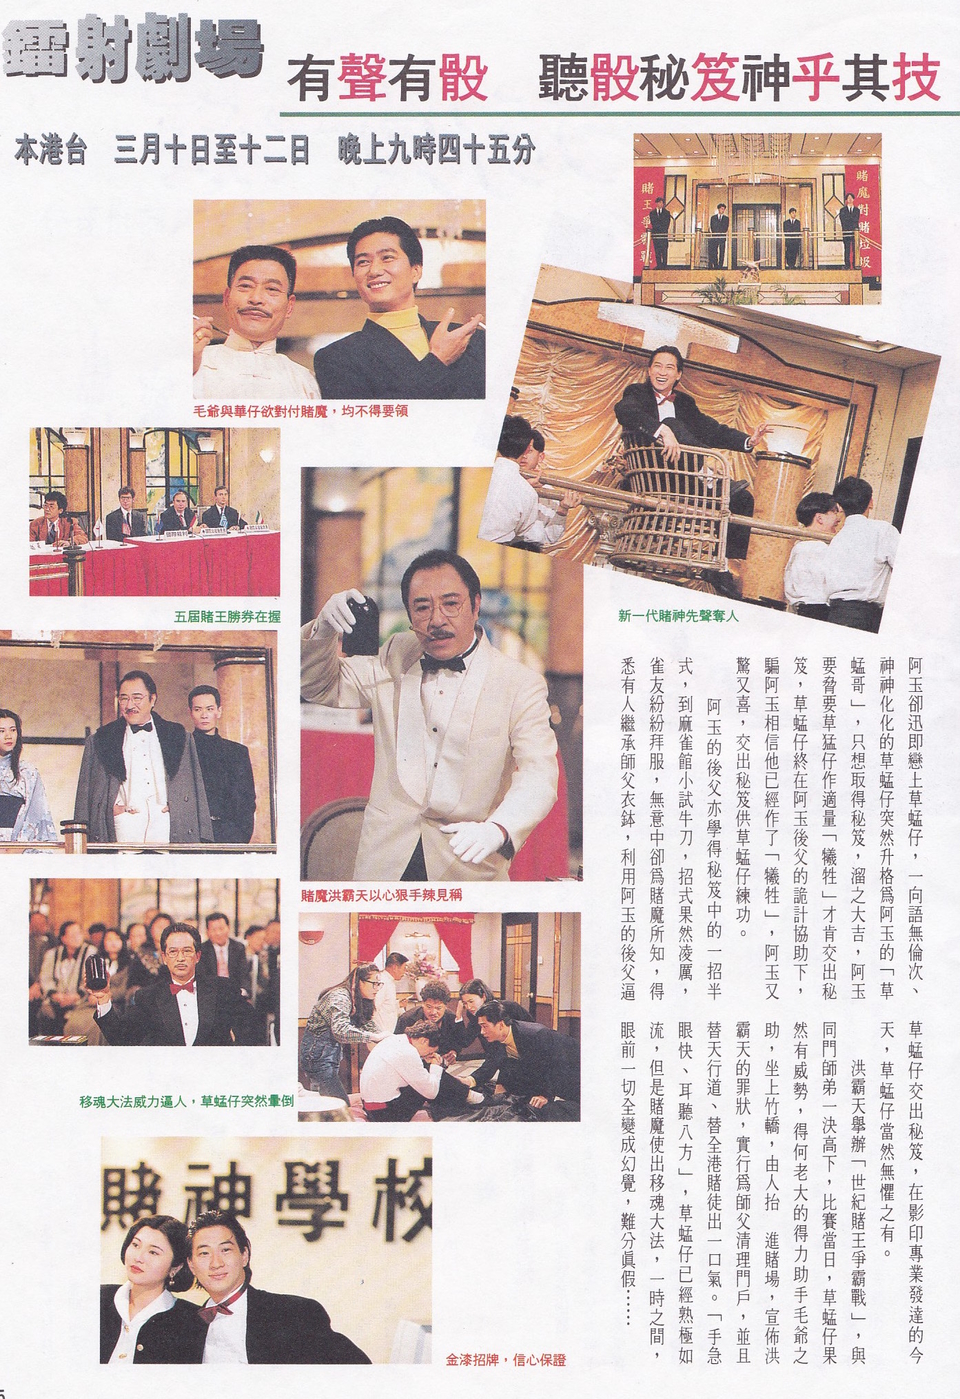 鐳射劇場
有聲有骰　聽骰秘笈神乎其技
本港台　三月十日至十二日　晚上九時四十五分
賭王爭霸戰
賭魔對賭垃圾
毛爺與華仔欲對付賭魔，均不得要領
五届賭王勝券在握
新一代賭神先聲奪人
阿玉卻迅即戀上草蜢仔，一向語無倫次、
神神化化的草蜢仔突然升格爲阿玉的「草
蜢哥」，只想取得秘笈，溜之大吉，阿玉
要脅要草猛仔作適量「犧牲」才肯交出秘
笈，草蜢仔終在阿玉後父的詭計協助下，
騙阿玉相信他已經作了「犧牲」，阿玉又
驚又喜，交出秘笈供草蜢仔練功。
阿玉的後父亦學得秘笈中的一招半
式，到麻雀館小試牛刀，招式果然凌厲，
雀友紛紛拜服，無意中卻爲賭魔所知，得
悉有人繼承師父衣鉢，利用阿玉的後父逼
草蜢仔交出秘笈，在影印專業發達的今
天，草蜢仔當然無懼之有。
洪霸天舉辦「世紀賭王爭霸戰」，與
同門師弟一決高下，比賽當日，草蜢仔果
然有威勢，得何老大的得力助手毛爺之
助，坐上竹轎，由人抬　進賭場，宣佈洪
霸天的罪狀，實行爲師父清理門戶，並且
替天行道、替全港賭徒出一口氣。「手急
眼快、耳聽八方」，草蜢仔已經熟極如
流，但是賭魔使出移魂大法，一時之間，
眼前一切全變成幻覺，難分眞假……
賭魔洪霸天以心狠手辣見稱
移魂大法威力逼人，草蜢仔突然暈倒
賭神學校
金漆招牌，信心保證